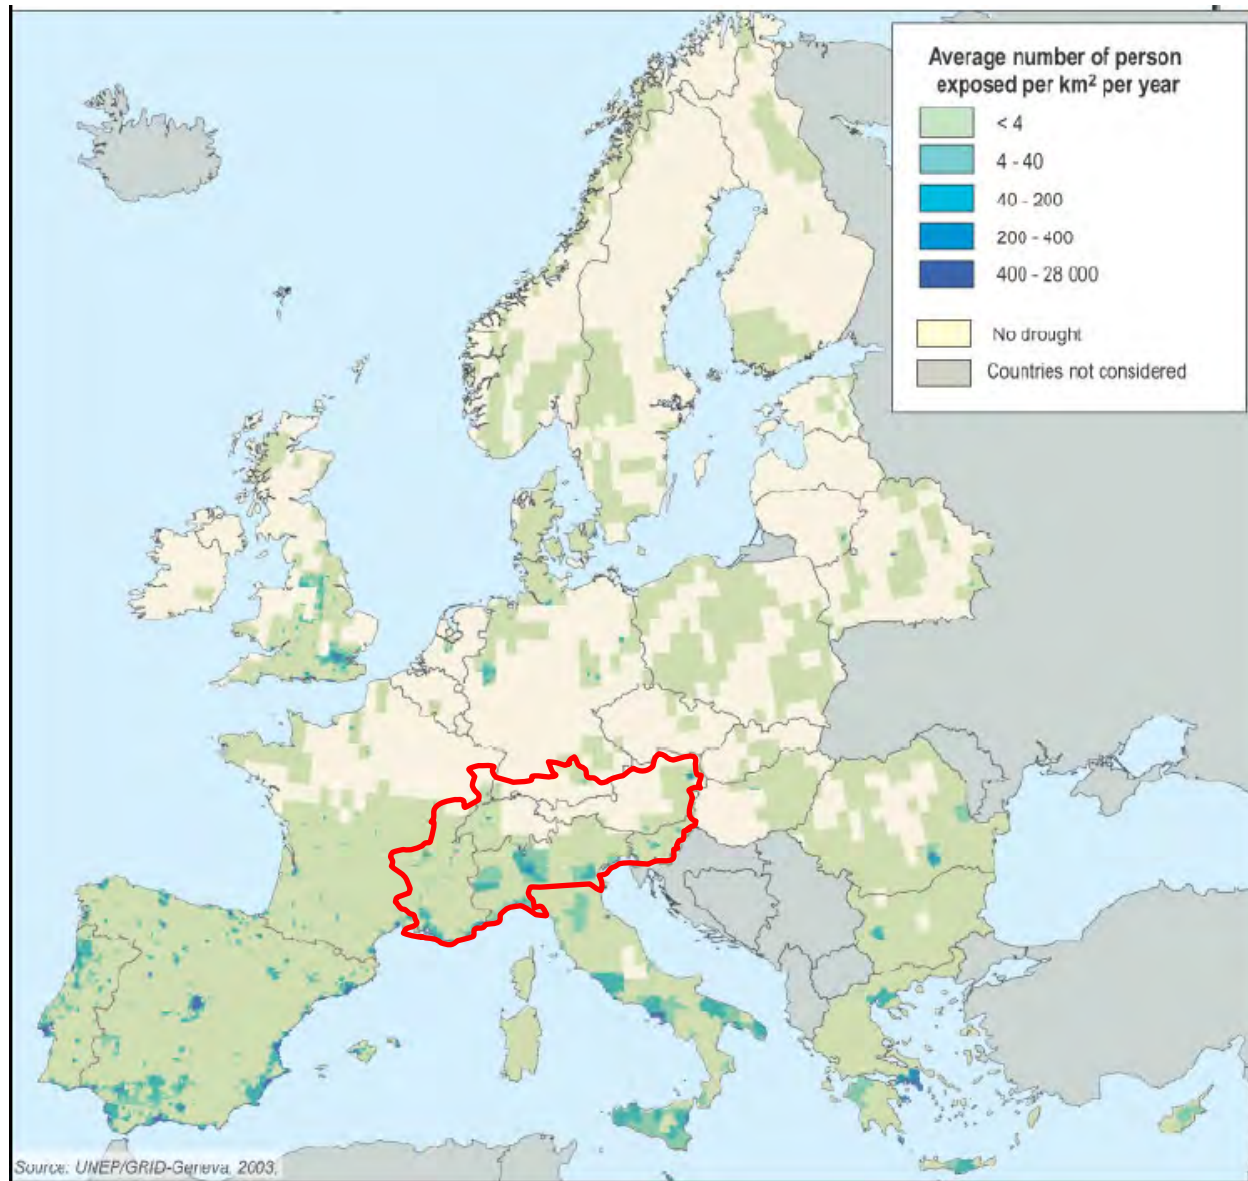 Average number of person
exposed per km² per year
< 4
4 - 40
40 - 200
200 - 400
400 - 28 000
No drought
Countries not considered
Source: UNEP/GRID-Geneva, 2003.